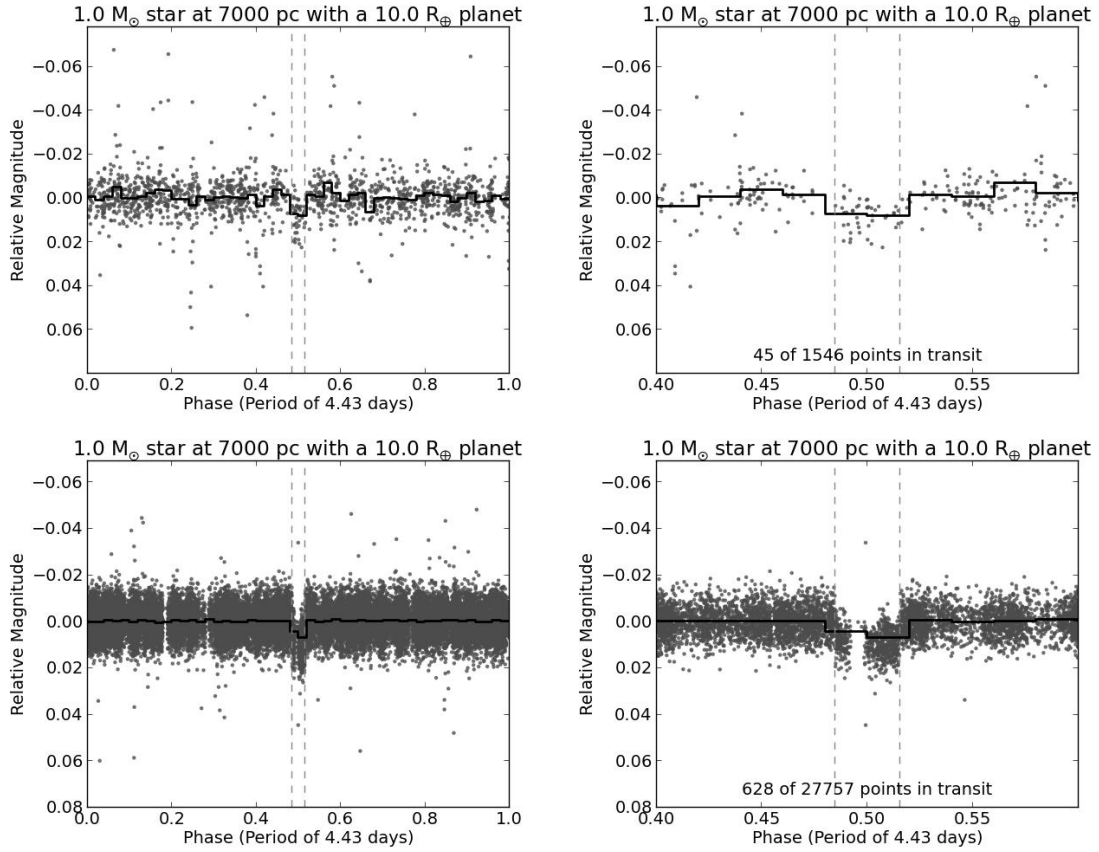 1.0 M⊙ star at 7000 pc with a 10.0 R⊕ planet
Relative Magnitude
−0.06
−0.04
−0.02
0.00
0.02
0.04
0.06
0.0 0.2 0.4 0.6 0.8 1.0
Phase (Period of 4.43 days)
1.0 M⊙ star at 7000 pc with a 10.0 R⊕ planet
Relative Magnitude
−0.06
−0.04
−0.02
0.00
0.02
0.04
0.06
45 of 1546 points in transit
0.40 0.45 0.50 0.55
Phase (Period of 4.43 days)
1.0 M⊙ star at 7000 pc with a 10.0 R⊕ planet
Relative Magnitude
−0.06
−0.04
−0.02
0.00
0.02
0.04
0.06
0.08
0.0 0.2 0.4 0.6 0.8 1.0
Phase (Period of 4.43 days)
1.0 M⊙ star at 7000 pc with a 10.0 R⊕ planet
Relative Magnitude
−0.06
−0.04
−0.02
0.00
0.02
0.04
0.06
0.08
628 of 27757 points in transit
0.40 0.45 0.50 0.55
Phase (Period of 4.43 days)